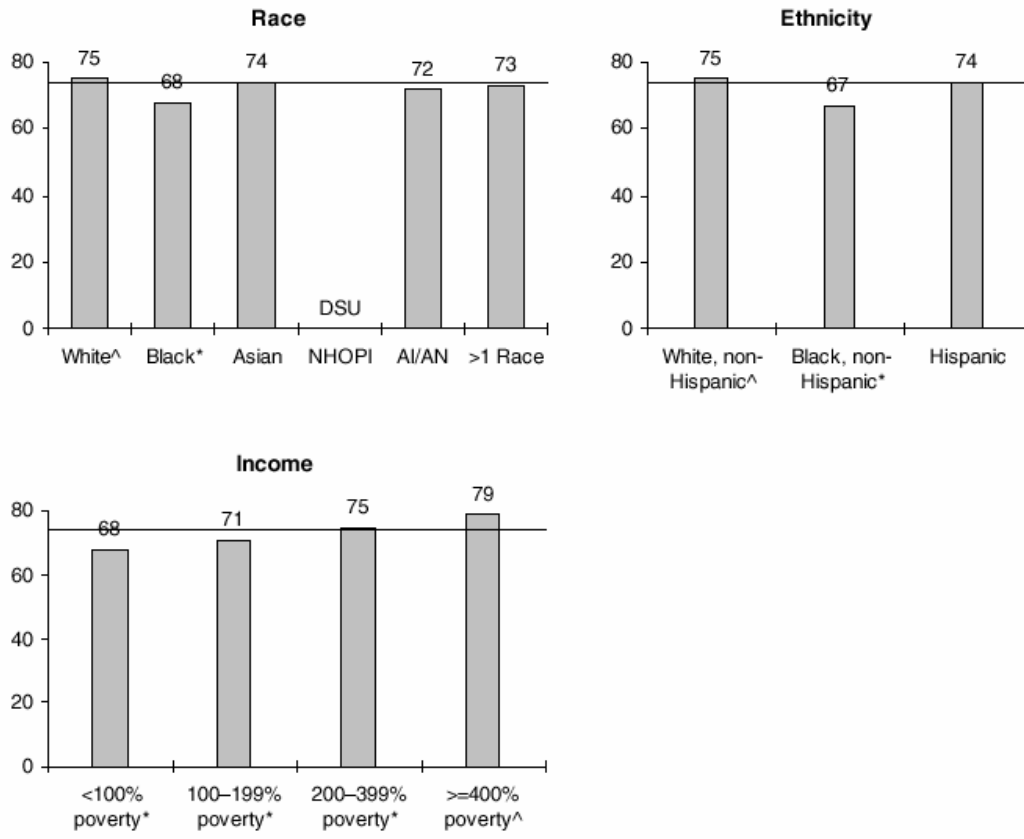 Race
80
60
40
20
0
75
68
74
DSU
72
73
White^
Black*
Asian
NHOPI
AI/AN
>1 Race
Ethnicity
80
60
40
20
0
75
67
74
White, non-
Hispanic^
Black, non-
Hispanic*
Hispanic
Income
80
60
40
20
0
68
71
75
79
<100%
poverty*
100–199%
poverty*
200–399%
poverty*
>=400%
poverty^